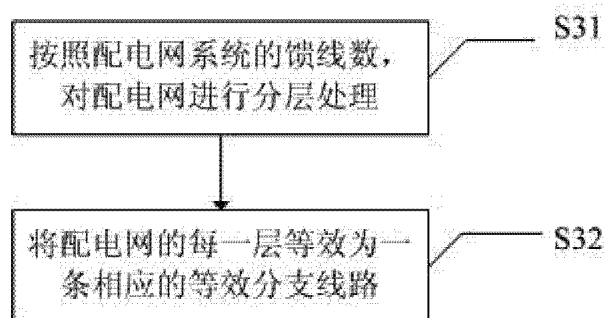 按照配电网系统的馈线数，
对配电网进行分层处理
S31
将配电网的每一层等效为一
条相应的等效分支线路
S32